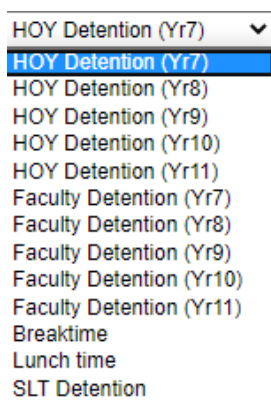 HOY Detention (Yr7)
HOY Detention (Yr7)
HOY Detention (Yr8)
HOY Detention (Yr9)
HOY Detention (Yr10)
HOY Detention (Yr11)
Faculty Detention (Yr7)
Faculty Detention (Yr8)
Faculty Detention (Yr9)
Faculty Detention (Yr10)
Faculty Detention (Yr11)
Breaktime
Lunch time
SLT Detention